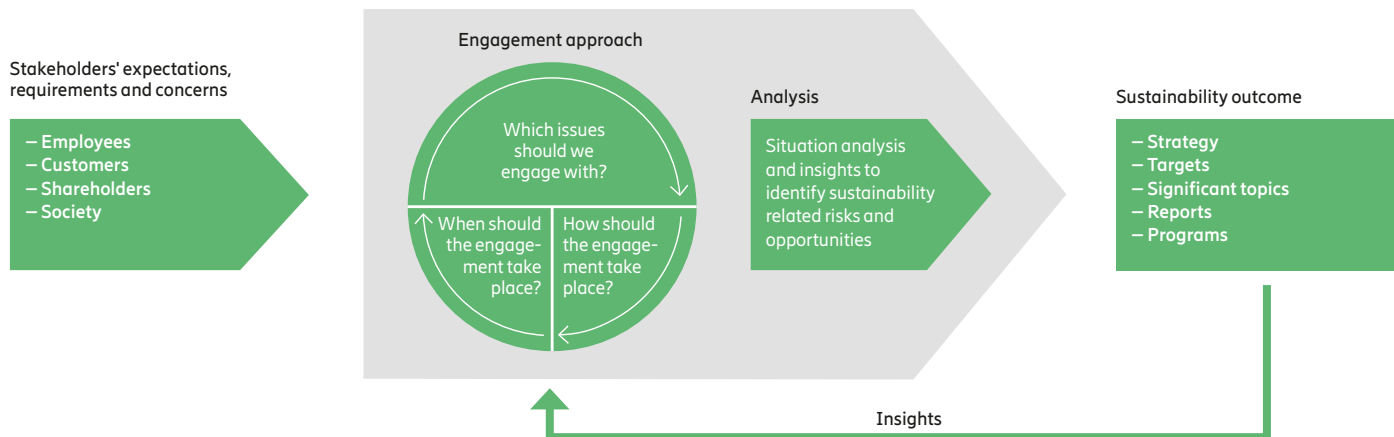 Stakeholders' expectations,
requirements and concerns
– Employees
– Customers
– Shareholders
– Society
Engagement approach
Which issues
should we
engage with?
When should
the engage-
ment take
place?
How should
the engage-
ment take
place?
Analysis
Situation analysis
and insights to
identify sustainability
related risks and
opportunities
Sustainability outcome
– Strategy
– Targets
– Significant topics
– Reports
– Programs
Insights